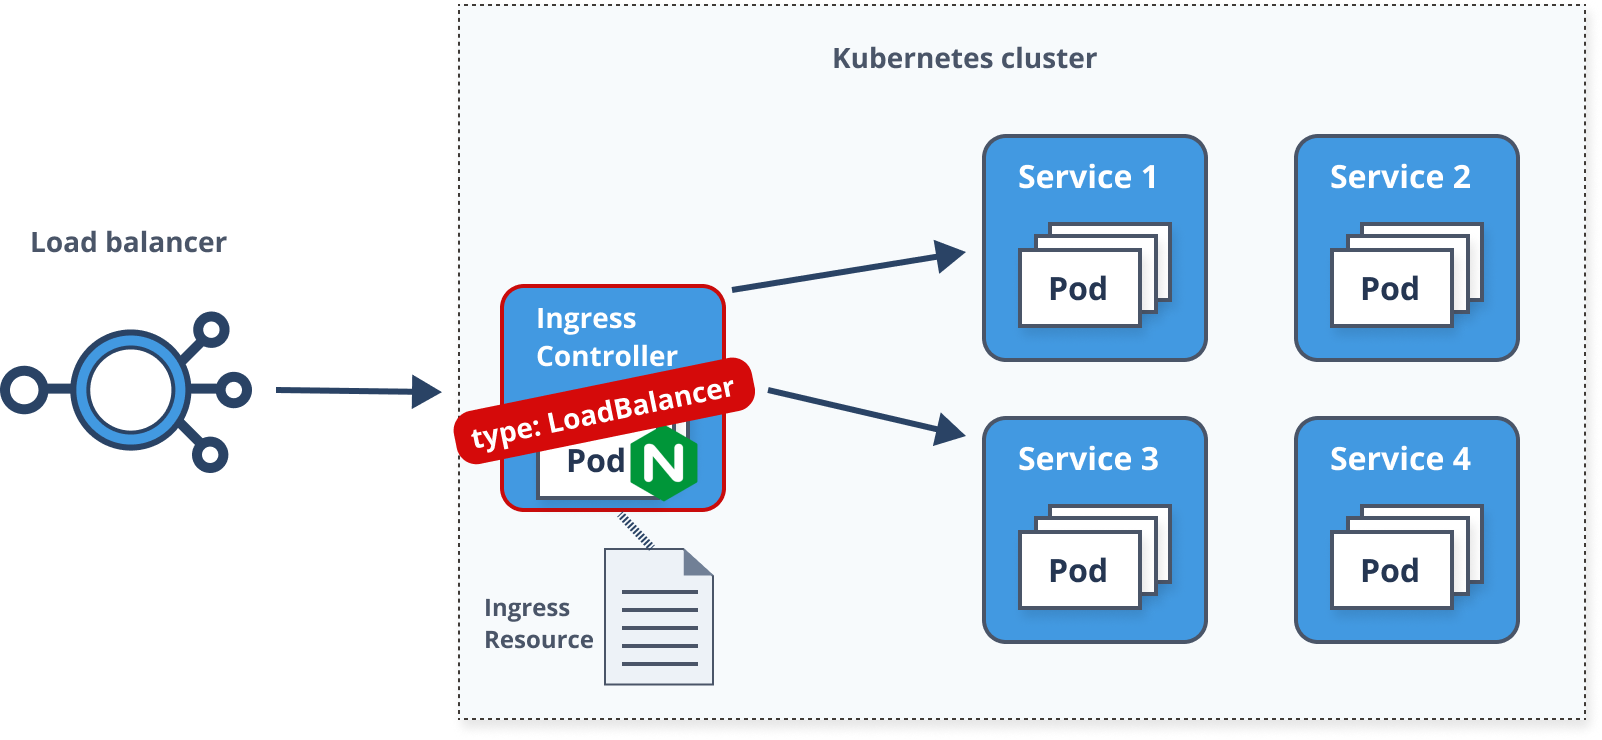 Kubernetes cluster
Load balancer
Ingress
Controller
type: LoadBalancer
Pod
N
Ingress
Resource
Service 1
Pod
Service 2
Pod
Service 3
Pod
Service 4
Pod